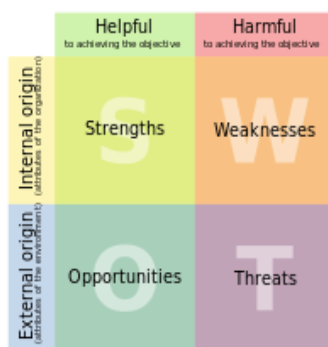 Helpful
to achieving the objective
Harmful
to achieving the objective
Internal origin
(attributes of the organization)
S
Strengths
W
Weaknesses
External origin
(attributes of the environment)
O
Opportunities
T
Threats